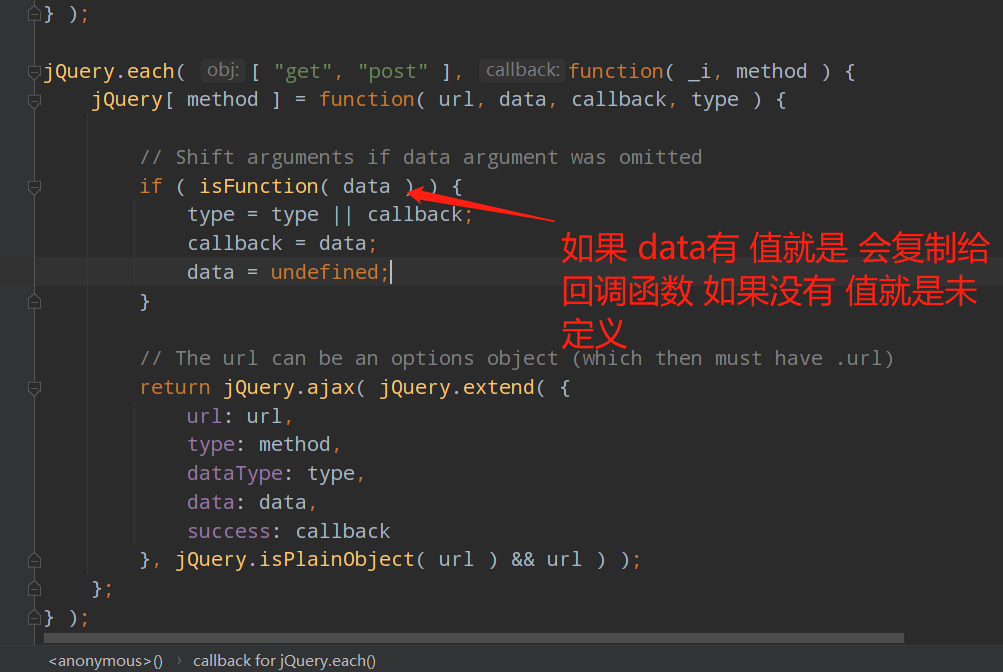 } );
jQuery.each( obj: [ "get", "post" ], callback: function( _i, method ) {
jQuery[ method ] = function( url, data, callback, type ) {
// Shift arguments if data argument was omitted
if ( isFunction( data ) ) {
type = type || callback;
callback = data;
data = undefined;
}
如果 data有 值就是 会复制给
回调函数 如果没有 值就是未
定义
// The url can be an options object (which then must have .url)
return jQuery.ajax( jQuery.extend( {
url: url,
type: method,
dataType: type,
data: data,
success: callback
}, jQuery.isPlainObject( url ) && url ) );
};
} );
<anonymous>() › callback for jQuery.each()